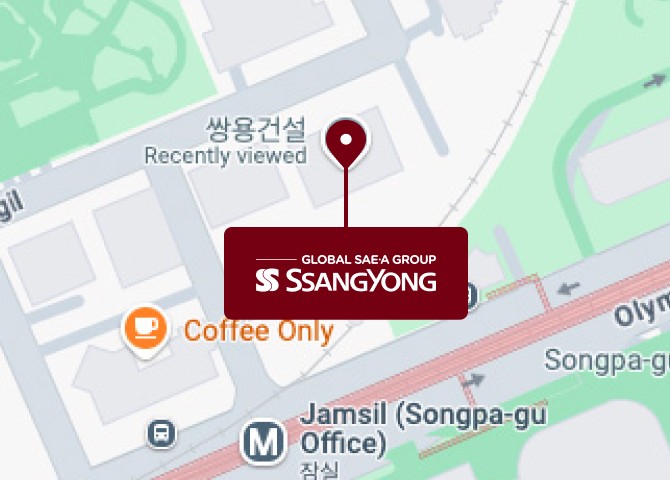 쌍용건설
Recently viewed
gil
GLOBAL SAE·A GROUP
SSANGYONG
Coffee Only
Olym
Songpa-gu
Jamsil (Songpa-gu
Office)
잠실
M